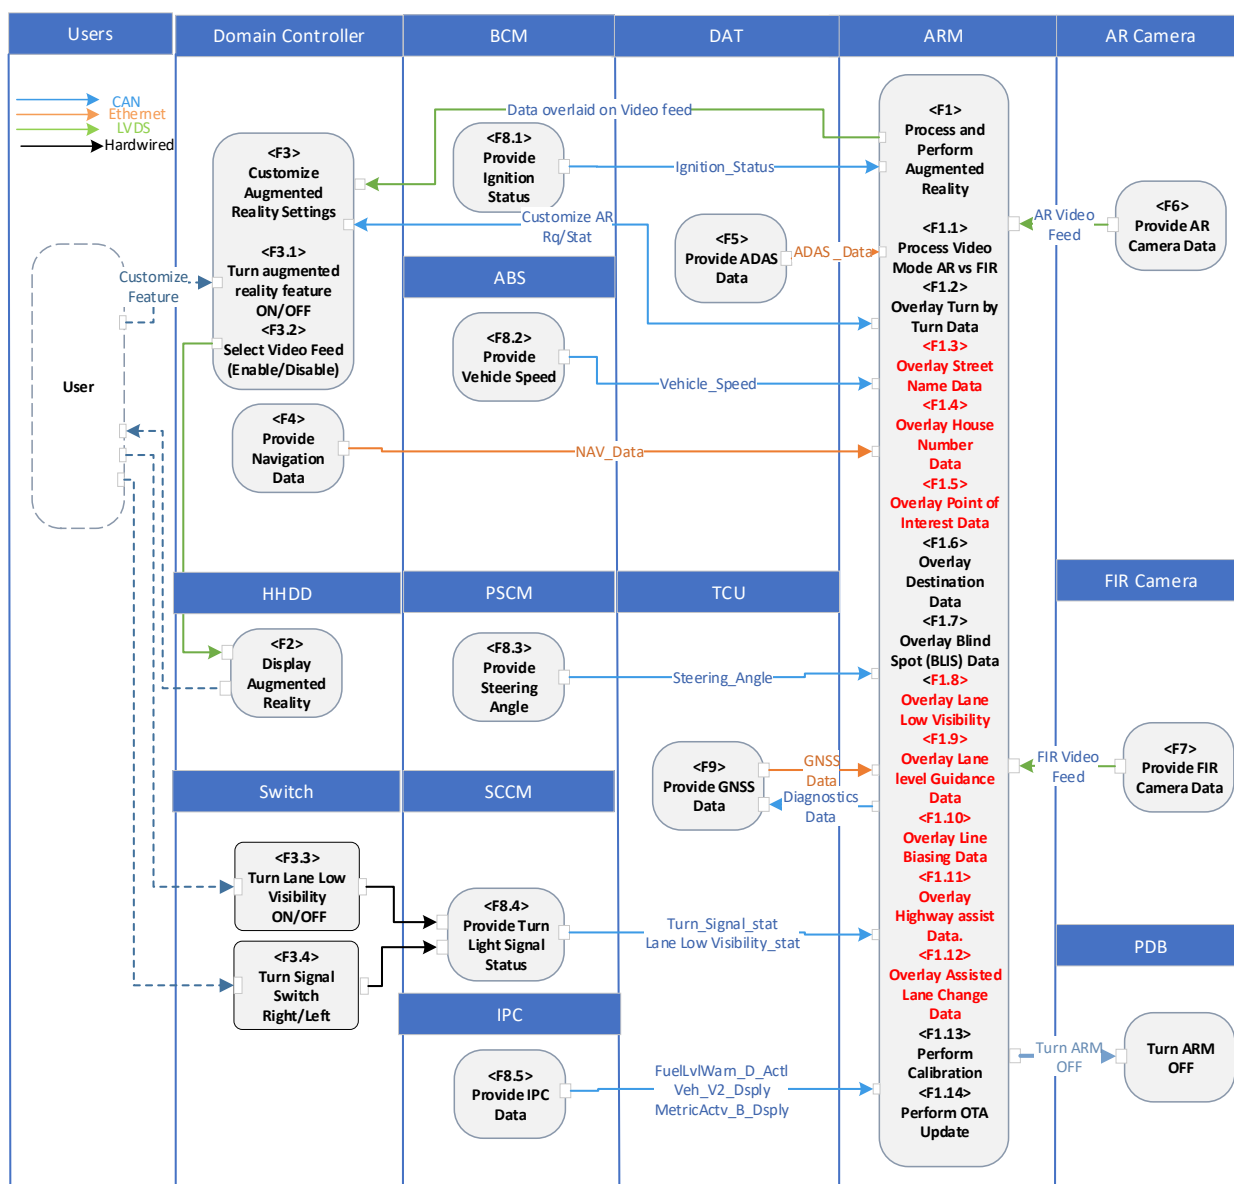 Users
Domain Controller
BCM
DAT
ARM
AR Camera
CAN
Ethernet
LVDS
Hardwired
Data overlaid on Video feed
<F3>
Customize
Augmented
Reality Settings
<F3.1>
Turn augmented
reality feature
ON/OFF
<F3.2>
Select Video Feed
(Enable/Disable)
<F8.1>
Provide
Ignition
Status
Ignition_Status
Customize AR
Rq/Stat
<F5>
Provide ADAS
Data
ADAS_Data
<F1>
Process and
Perform
Augmented
Reality
<F1.1>
Process Video
Mode AR vs FIR
<F1.2>
Overlay Turn by
Turn Data
<F1.3>
Overlay Street
Name Data
<F1.4>
Overlay House
Number
Data
<F1.5>
Overlay Point of
Interest Data
<F1.6>
Overlay
Destination
Data
<F1.7>
Overlay Blind
Spot (BLIS) Data
<F1.8>
Overlay Lane
Low Visibility
<F1.9>
Overlay Lane
level Guidance
Data
<F1.10>
Overlay Line
Biasing Data
<F1.11>
Overlay
Highway assist
Data.
<F1.12>
Overlay Assisted
Lane Change
Data
<F1.13>
Perform
Calibration
<F1.14>
Perform OTA
Update
AR Video
Feed
<F6>
Provide AR
Camera Data
Customize
Feature
User
ABS
<F8.2>
Provide
Vehicle Speed
Vehicle_Speed
<F4>
Provide
Navigation
Data
NAV_Data
HHDD
PSCM
TCU
FIR Camera
<F2>
Display
Augmented
Reality
<F8.3>
Provide
Steering
Angle
Steering_Angle
<F9>
Provide GNSS
Data
GNSS
Data
Diagnostics
Data
FIR Video
Feed
<F7>
Provide FIR
Camera Data
Switch
SCCM
<F3.3>
Turn Lane Low
Visibility
ON/OFF
<F3.4>
Turn Signal
Switch
Right/Left
<F8.4>
Provide Turn
Light Signal
Status
Turn_Signal_stat
Lane Low Visibility_stat
PDB
IPC
<F8.5>
Provide IPC
Data
FuelLvlWarn_D_Actl
Veh_V2_Dsply
MetricActv_B_Dsply
Turn ARM
OFF
Turn ARM
OFF